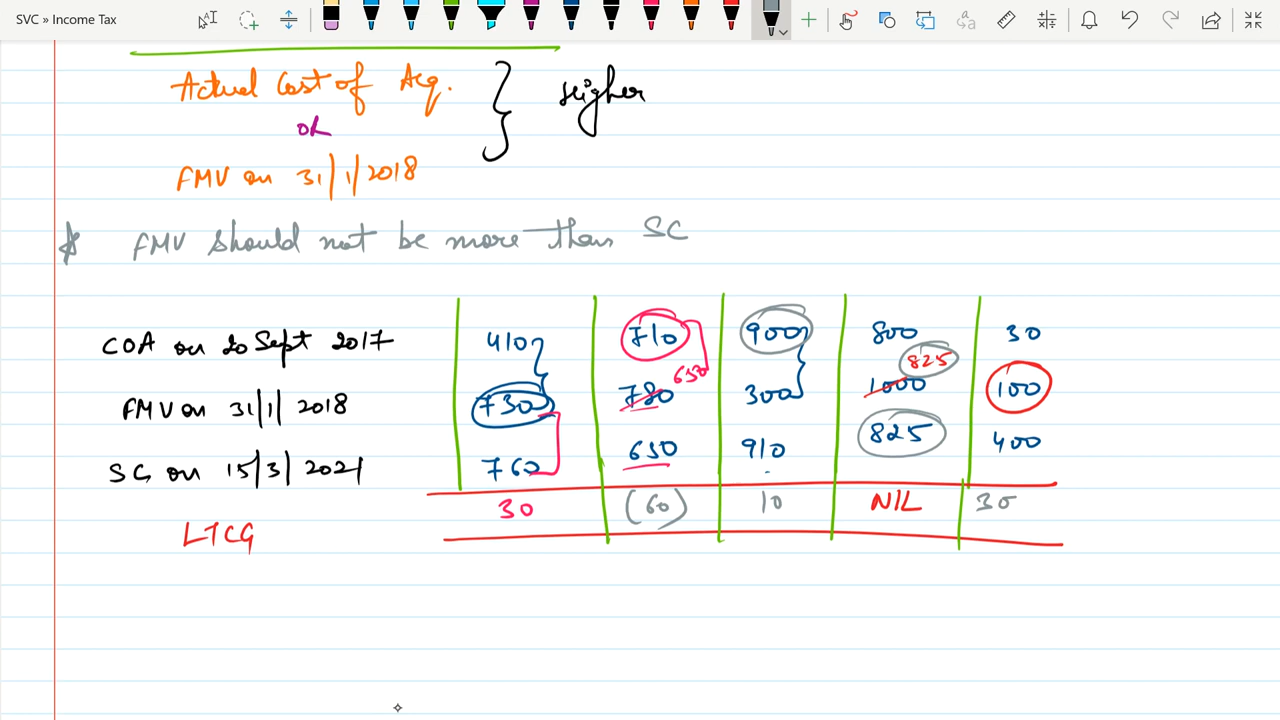 SVC » Income Tax
Actual Cost of Acq.
OR
Higher
FMV on 31/1/2018
FMV should not be more than SC
COA on 20 Sept 2017 410 710 900 800 30
650 825
FMV on 31/1/2018 730 780 300 1000 100
SC on 15/3/2021 760 650 910 825 400
LTCG 30 (60) 10 NIL 30